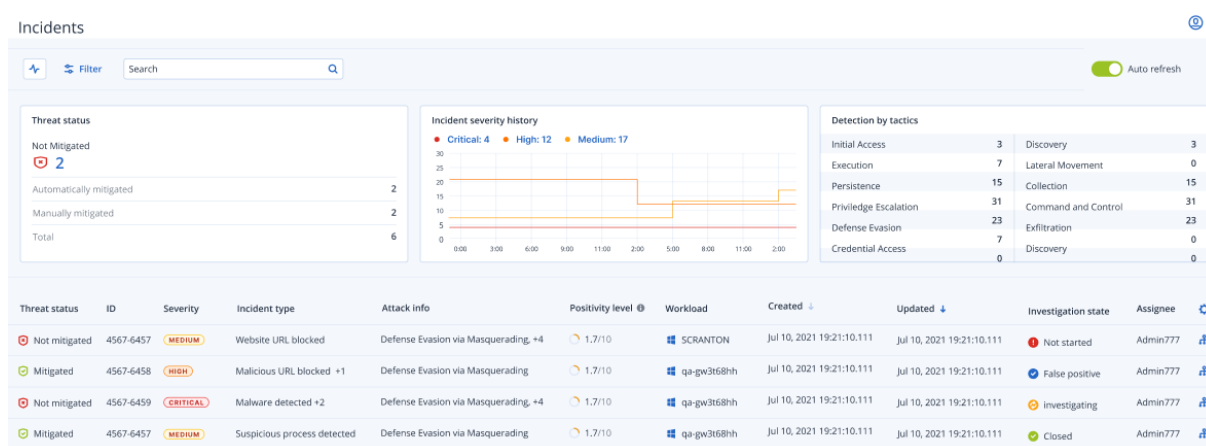 Incidents
Filter
Search
Auto refresh
Threat status
Not Mitigated
2
Automatically mitigated 2
Manually mitigated 2
Total 6
Incident severity history
Critical: 4 High: 12 Medium: 17
30
25
20
15
10
5
0
0:00 3:00 6:00 9:00 11:00 2:00 5:00 8:00 11:00 2:00
Detection by tactics
Initial Access 3 Discovery 3
Execution 7 Lateral Movement 0
Persistence 15 Collection 15
Priviledge Escalation 31 Command and Control 31
Defense Evasion 23 Exfiltration 23
Credential Access 7 Discovery 0
0 0
Threat status ID Severity Incident type Attack info Positivity level Workload Created ↓ Updated ↓ Investigation state Assignee
Not mitigated 4567-6457 MEDIUM Website URL blocked Defense Evasion via Masquerading, +4 1.7/10 SCRANTON Jul 10, 2021 19:21:10.111 Jul 10, 2021 19:21:10.111 Not started Admin777
Mitigated 4567-6458 HIGH Malicious URL blocked +1 Defense Evasion via Masquerading 1.7/10 qa-gw3t68hh Jul 10, 2021 19:21:10.111 Jul 10, 2021 19:21:10.111 False positive Admin777
Not mitigated 4567-6459 CRITICAL Malware detected +2 Defense Evasion via Masquerading, +4 1.7/10 qa-gw3t68hh Jul 10, 2021 19:21:10.111 Jul 10, 2021 19:21:10.111 investigating Admin777
Mitigated 4567-6457 MEDIUM Suspicious process detected Defense Evasion via Masquerading 1.7/10 qa-gw3t68hh Jul 10, 2021 19:21:10.111 Jul 10, 2021 19:21:10.111 Closed Admin777